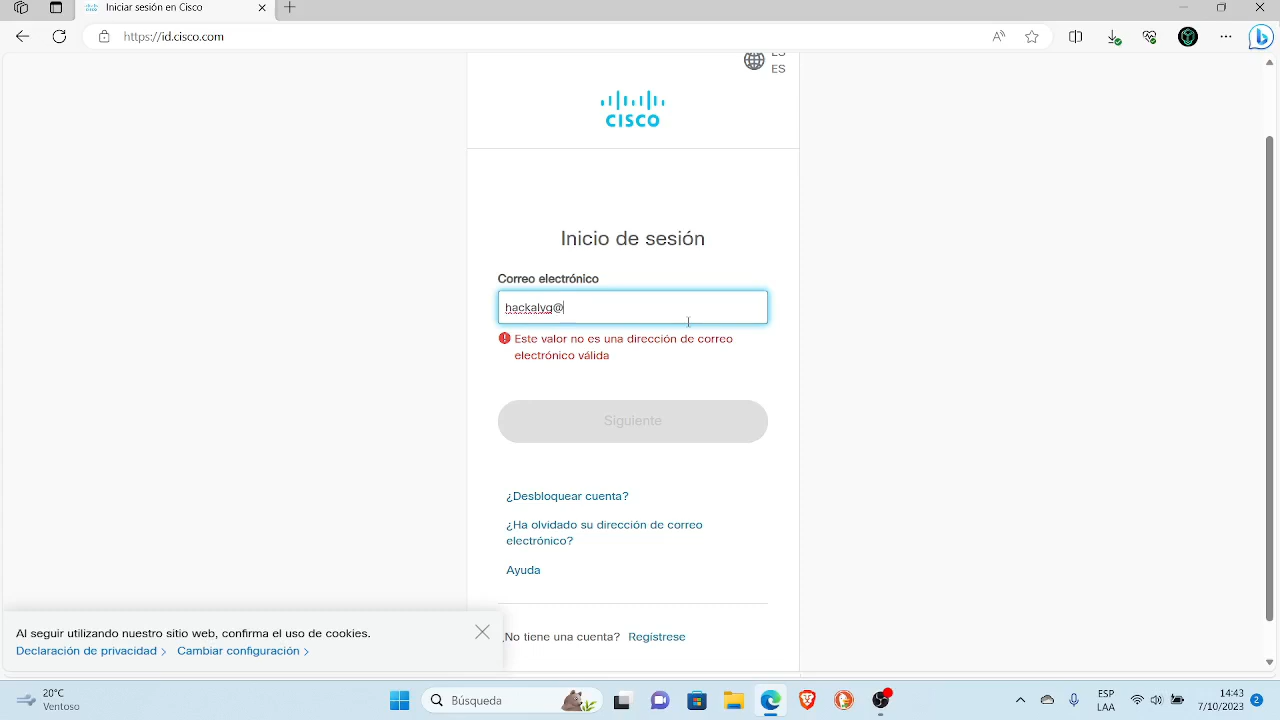 Iniciar sesión en Cisco
https://id.cisco.com
ES
ES
CISCO
Inicio de sesión
Correo electrónico
hackalyg@
Este valor no es una dirección de correo
electrónico válida
Siguiente
¿Desbloquear cuenta?
¿Ha olvidado su dirección de correo
electrónico?
Ayuda
¿No tiene una cuenta? Regístrese
Al seguir utilizando nuestro sitio web, confirma el uso de cookies.
Declaración de privacidad
Cambiar configuración
20°C
Ventoso
Búsqueda
ESP
LAA
14:43
7/10/2023
2